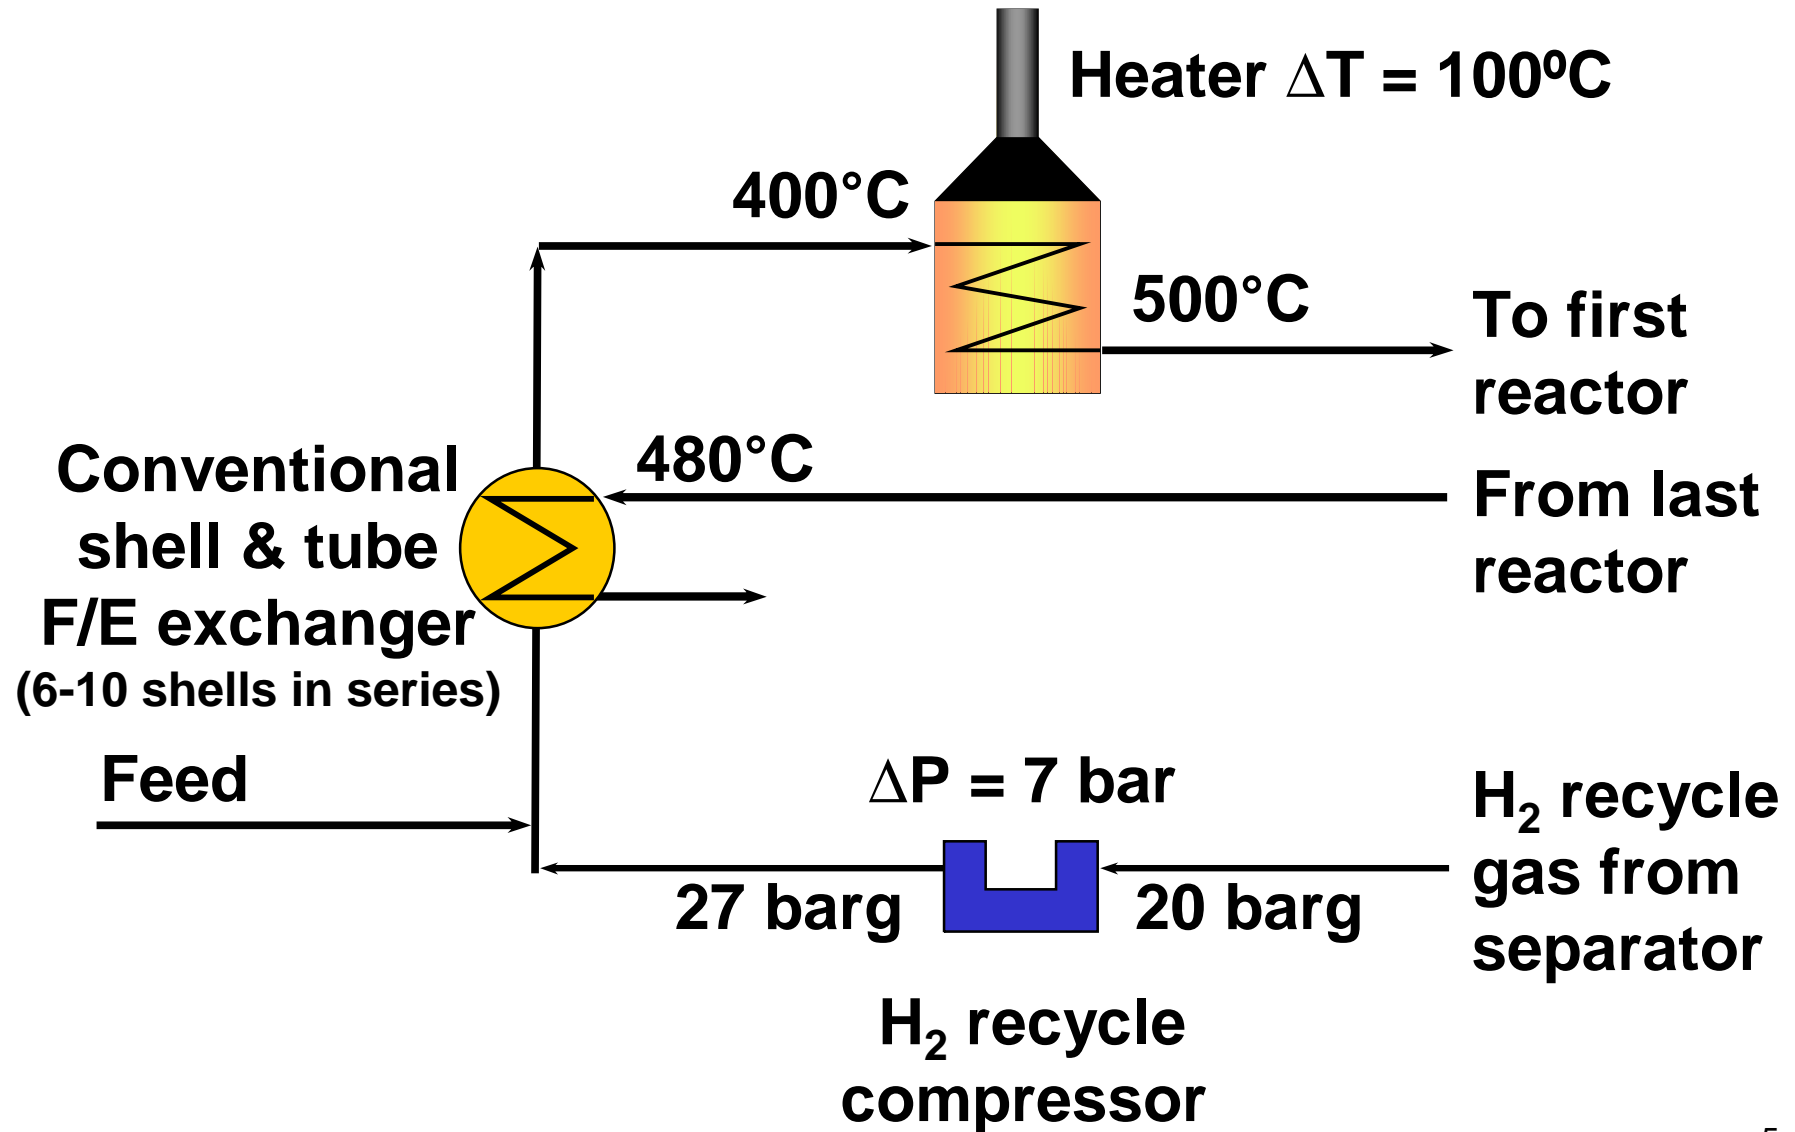 Heater ΔT = 100ºC
400°C
500°C
To first
reactor
480°C
From last
reactor
Conventional
shell & tube
F/E exchanger
(6-10 shells in series)
Feed
ΔP = 7 bar
H₂ recycle
gas from
separator
27 barg
20 barg
H₂ recycle
compressor